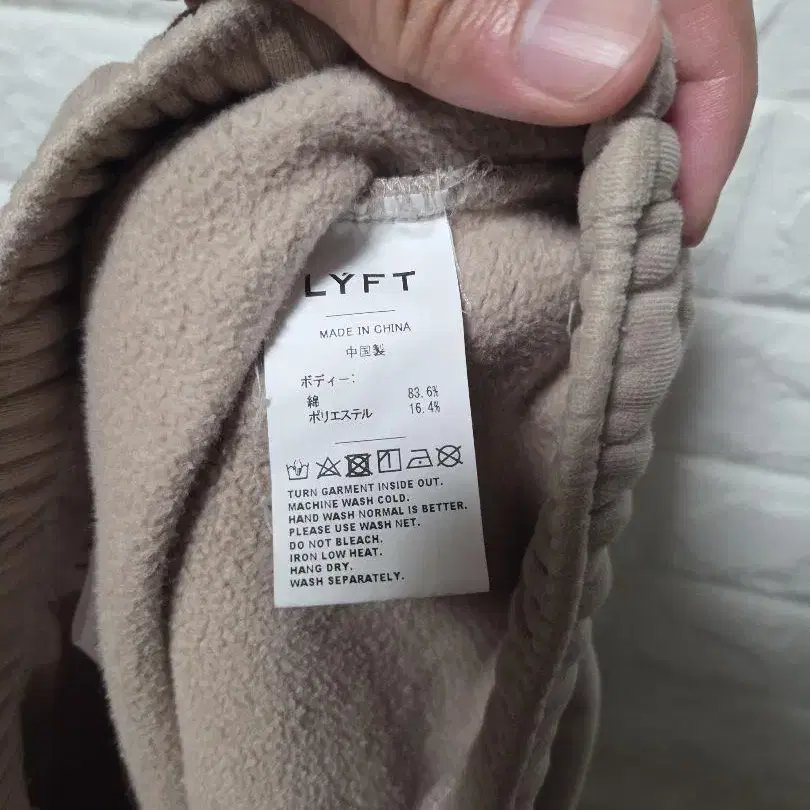 LÝFT
MADE IN CHINA
中国製
ボディー:
綿 83.6%
ポリエステル 16.4%
TURN GARMENT INSIDE OUT.
MACHINE WASH COLD.
HAND WASH NORMAL IS BETTER.
PLEASE USE WASH NET.
DO NOT BLEACH.
IRON LOW HEAT.
HANG DRY.
WASH SEPARATELY.